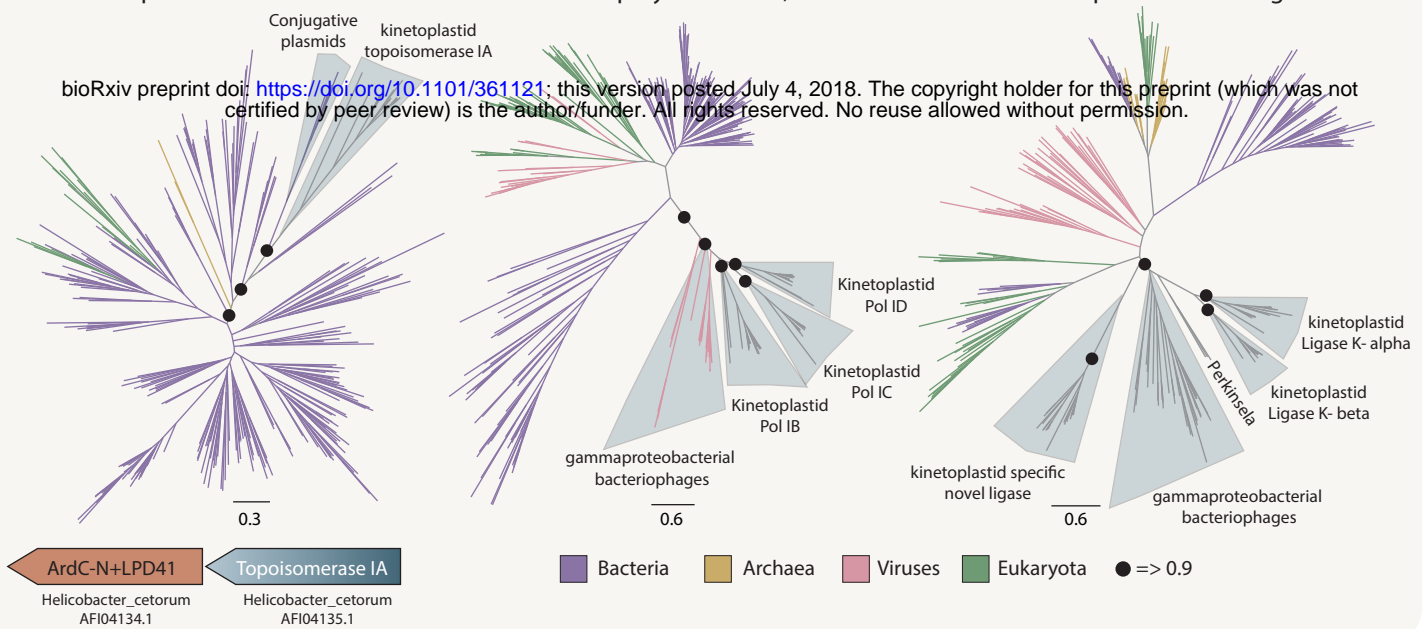 Conjugative
plasmids
kinetoplastid
topoisomerase IA
bioRxiv preprint doi: https://doi.org/10.1101/361121; this version posted July 4, 2018. The copyright holder for this preprint (which was not
certified by peer review) is the author/funder. All rights reserved. No reuse allowed without permission.
Kinetoplastid
Pol ID
Kinetoplastid
Pol IC
Kinetoplastid
Pol IB
gammaproteobacterial
bacteriophages
kinetoplastid
Ligase K- alpha
kinetoplastid
Ligase K- beta
Perkinsela
kinetoplastid specific
novel ligase
gammaproteobacterial
bacteriophages
0.3
0.6
0.6
ArdC-N+LPD41
Topoisomerase IA
Helicobacter_cetorum
AFI04134.1
Helicobacter_cetorum
AFI04135.1
Bacteria
Archaea
Viruses
Eukaryota
=> 0.9